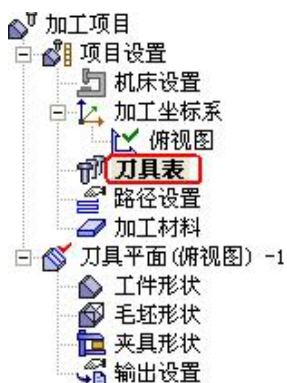 加工项目
项目设置
机床设置
加工坐标系
俯视图
刀具表
路径设置
加工材料
刀具平面(俯视图) -1
工件形状
毛坯形状
夹具形状
输出设置